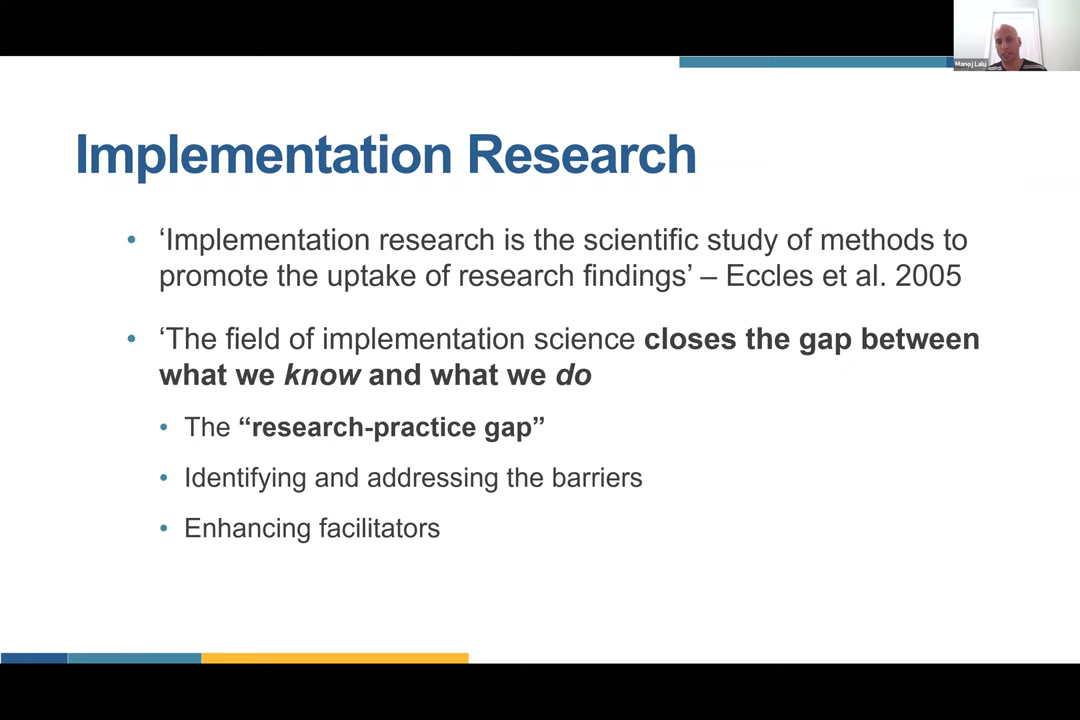 Manoj Lalu
Implementation Research
• ‘Implementation research is the scientific study of methods to
promote the uptake of research findings’ – Eccles et al. 2005
• ‘The field of implementation science closes the gap between
what we know and what we do
• The “research-practice gap”
• Identifying and addressing the barriers
• Enhancing facilitators